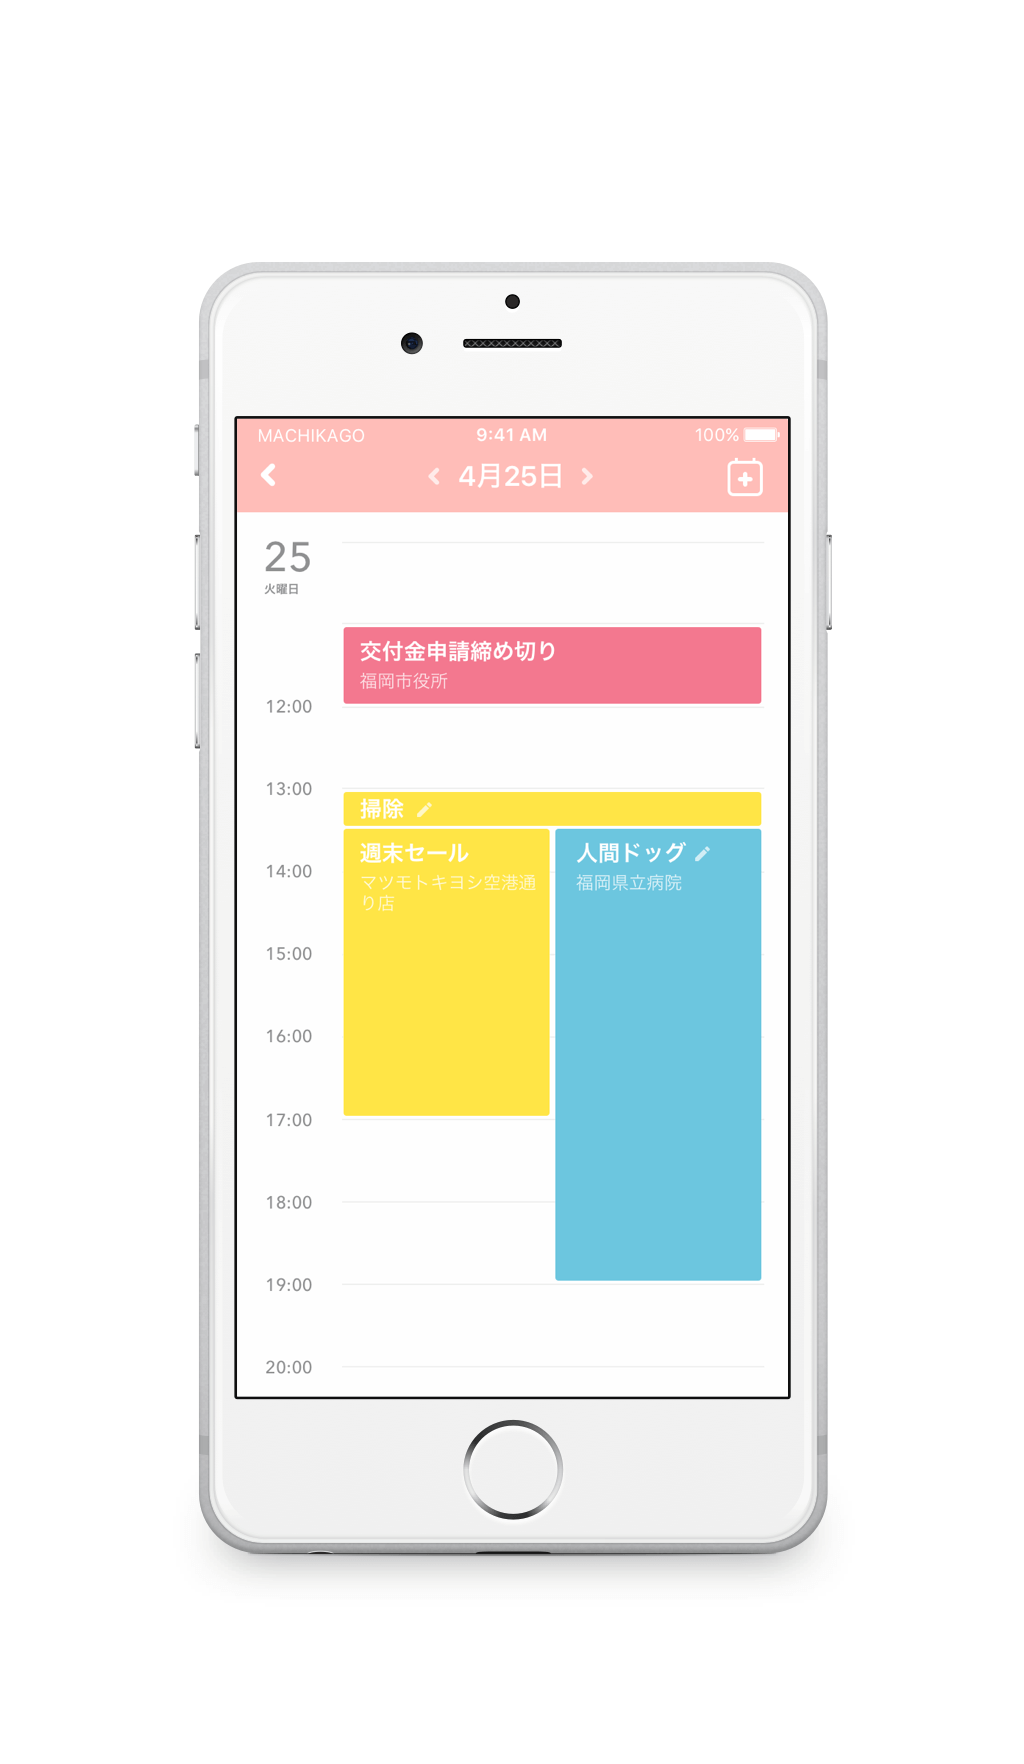 MACHIKAGO 9:41 AM 100%
4月25日
25
火曜日
交付金申請締め切り
福岡市役所
12:00
13:00
掃除
週末セール
マツモトキヨシ空港通
り店
人間ドッグ
福岡県立病院
14:00
15:00
16:00
17:00
18:00
19:00
20:00